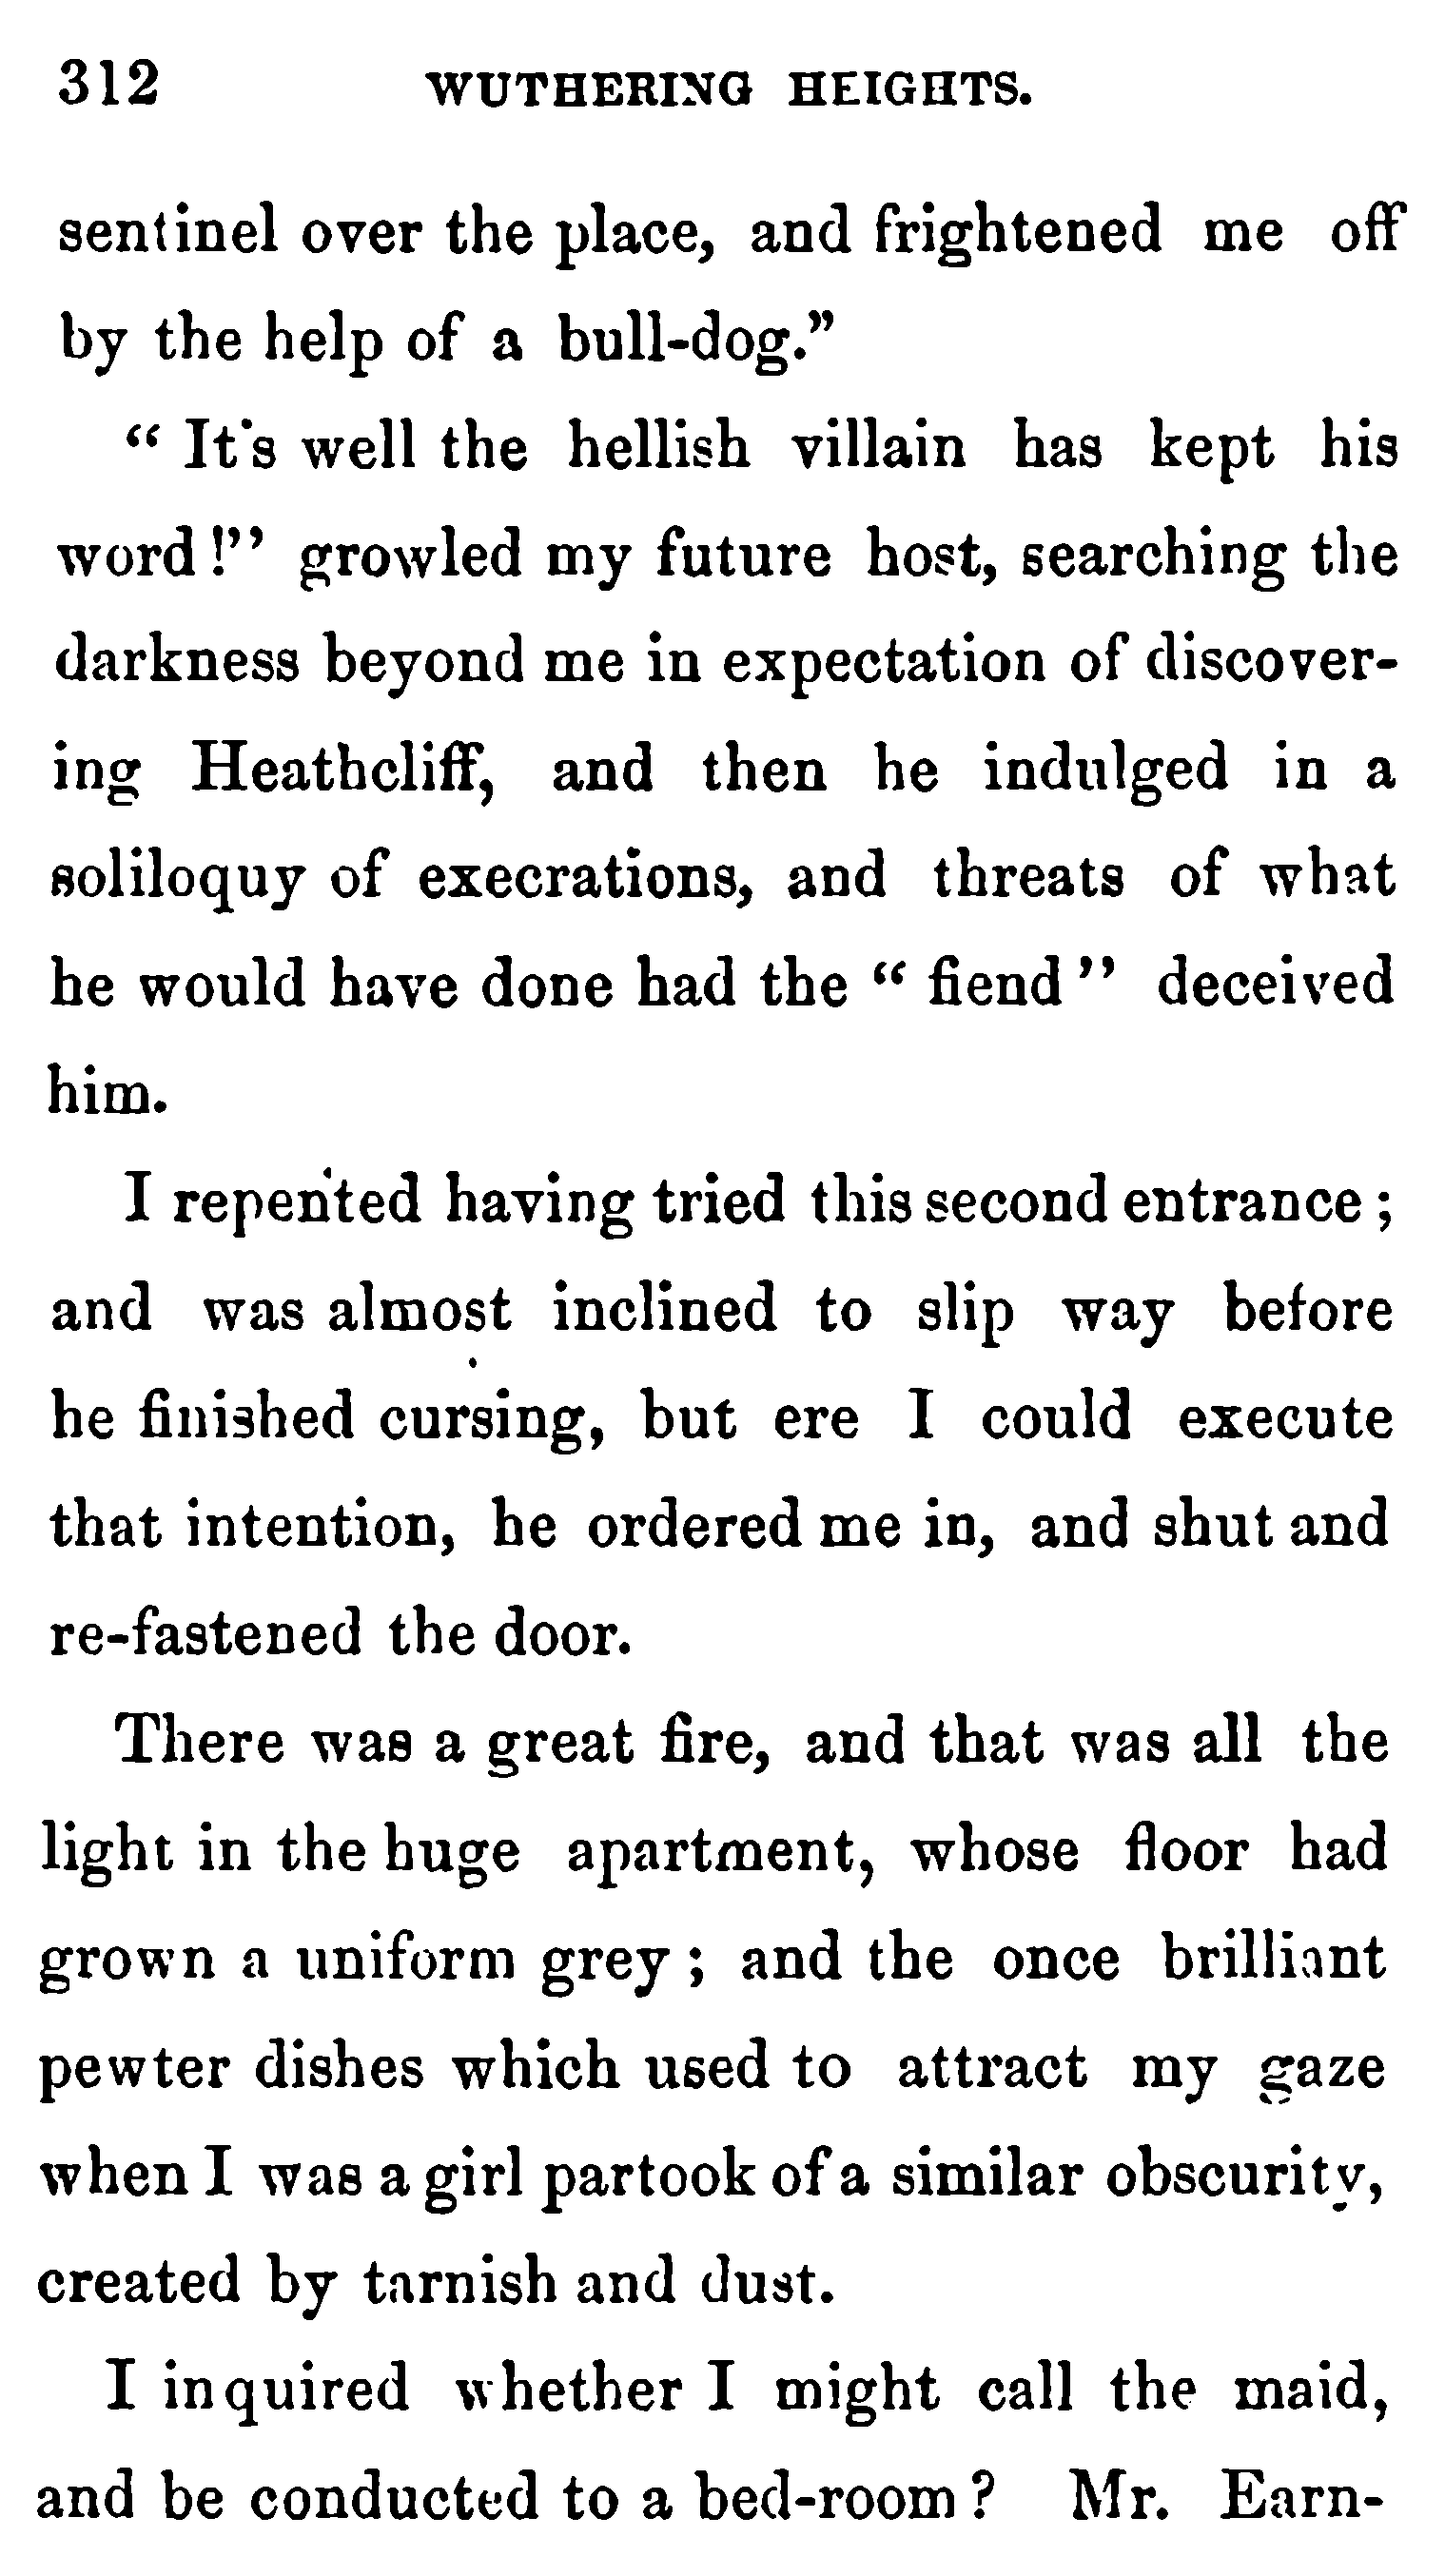 312 WUTHERING HEIGHTS.
sentinel over the place, and frightened me off
by the help of a bull-dog.”
“ It's well the hellish villain has kept his
word!’’ growled my future host, searching the
darkness beyond me in expectation of discover-
ing Heathcliff, and then he indulged in a
soliloquy of execrations, and threats of what
he would have done had the “ fiend ’’ deceived
him.
I repented having tried this second entrance ;
and was almost inclined to slip way before
he finished cursing, but ere I could execute
that intention, he ordered me in, and shut and
re-fastened the door.
There was a great fire, and that was all the
light in the huge apartment, whose floor had
grown a uniform grey ; and the once brilliant
pewter dishes which used to attract my gaze
when I was a girl partook of a similar obscurity,
created by tarnish and dust.
I inquired whether I might call the maid,
and be conducted to a bed-room ? Mr. Earn-